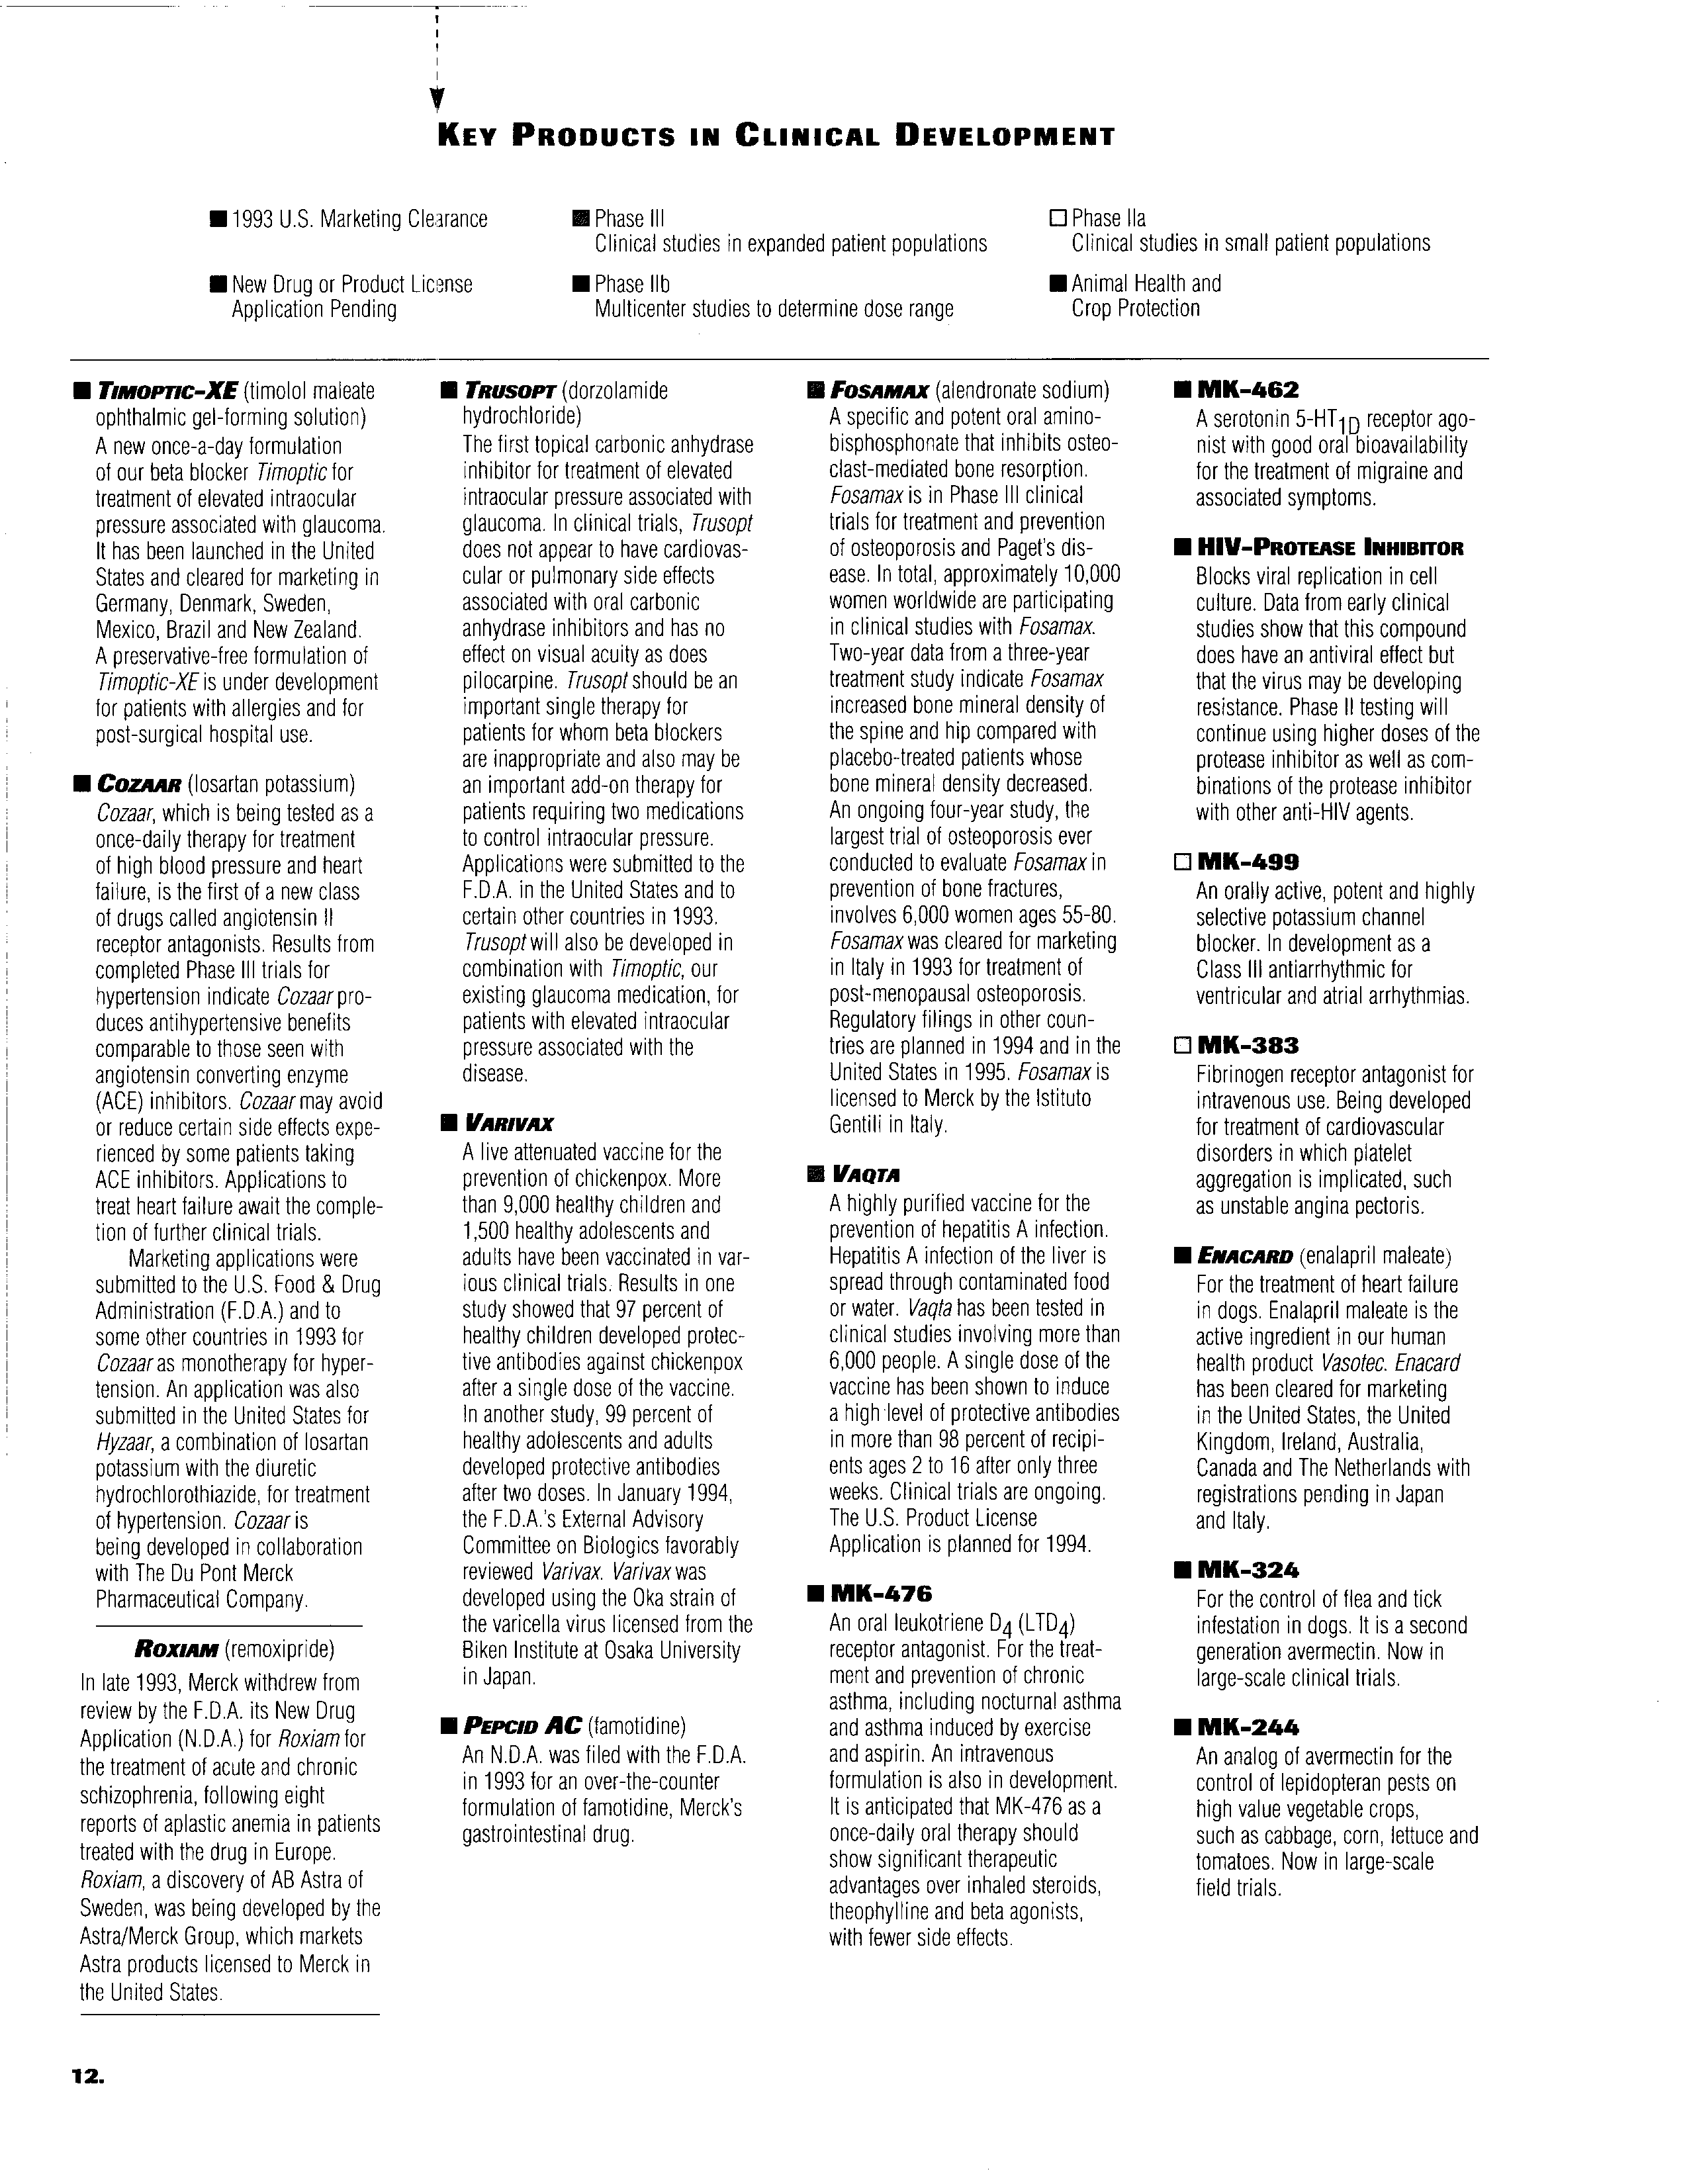 KEY PRODUCTS IN CLINICAL DEVELOPMENT
■ 1993 U.S. Marketing Clearance
■ New Drug or Product License
Application Pending
■ Phase III
Clinical studies in expanded patient populations
■ Phase IIb
Multicenter studies to determine dose range
□ Phase IIa
Clinical studies in small patient populations
■ Animal Health and
Crop Protection
■ TIMOPTIC-XE (timolol maleate
ophthalmic gel-forming solution)
A new once-a-day formulation
of our beta blocker Timoptic for
treatment of elevated intraocular
pressure associated with glaucoma.
It has been launched in the United
States and cleared for marketing in
Germany, Denmark, Sweden,
Mexico, Brazil and New Zealand.
A preservative-free formulation of
Timoptic-XE is under development
for patients with allergies and for
post-surgical hospital use.
■ COZAAR (losartan potassium)
Cozaar, which is being tested as a
once-daily therapy for treatment
of high blood pressure and heart
failure, is the first of a new class
of drugs called angiotensin II
receptor antagonists. Results from
completed Phase III trials for
hypertension indicate Cozaar pro-
duces antihypertensive benefits
comparable to those seen with
angiotensin converting enzyme
(ACE) inhibitors. Cozaar may avoid
or reduce certain side effects expe-
rienced by some patients taking
ACE inhibitors. Applications to
treat heart failure await the comple-
tion of further clinical trials.
Marketing applications were
submitted to the U.S. Food & Drug
Administration (F.D.A.) and to
some other countries in 1993 for
Cozaar as monotherapy for hyper-
tension. An application was also
submitted in the United States for
Hyzaar, a combination of losartan
potassium with the diuretic
hydrochlorothiazide, for treatment
of hypertension. Cozaar is
being developed in collaboration
with The Du Pont Merck
Pharmaceutical Company.
ROXIAM (remoxipride)
In late 1993, Merck withdrew from
review by the F.D.A. its New Drug
Application (N.D.A.) for Roxiam for
the treatment of acute and chronic
schizophrenia, following eight
reports of aplastic anemia in patients
treated with the drug in Europe.
Roxiam, a discovery of AB Astra of
Sweden, was being developed by the
Astra/Merck Group, which markets
Astra products licensed to Merck in
the United States.
■ TRUSOPT (dorzolamide
hydrochloride)
The first topical carbonic anhydrase
inhibitor for treatment of elevated
intraocular pressure associated with
glaucoma. In clinical trials, Trusopt
does not appear to have cardiovas-
cular or pulmonary side effects
associated with oral carbonic
anhydrase inhibitors and has no
effect on visual acuity as does
pilocarpine. Trusopt should be an
important single therapy for
patients for whom beta blockers
are inappropriate and also may be
an important add-on therapy for
patients requiring two medications
to control intraocular pressure.
Applications were submitted to the
F.D.A. in the United States and to
certain other countries in 1993.
Trusopt will also be developed in
combination with Timoptic, our
existing glaucoma medication, for
patients with elevated intraocular
pressure associated with the
disease.
■ VARIVAX
A live attenuated vaccine for the
prevention of chickenpox. More
than 9,000 healthy children and
1,500 healthy adolescents and
adults have been vaccinated in var-
ious clinical trials. Results in one
study showed that 97 percent of
healthy children developed protec-
tive antibodies against chickenpox
after a single dose of the vaccine.
In another study, 99 percent of
healthy adolescents and adults
developed protective antibodies
after two doses. In January 1994,
the F.D.A.'s External Advisory
Committee on Biologics favorably
reviewed Varivax. Varivax was
developed using the Oka strain of
the varicella virus licensed from the
Biken Institute at Osaka University
in Japan.
■ PEPCID AC (famotidine)
An N.D.A. was filed with the F.D.A.
in 1993 for an over-the-counter
formulation of famotidine, Merck's
gastrointestinal drug.
■ FOSAMAX (alendronate sodium)
A specific and potent oral amino-
bisphosphonate that inhibits osteo-
clast-mediated bone resorption.
Fosamax is in Phase III clinical
trials for treatment and prevention
of osteoporosis and Paget's dis-
ease. In total, approximately 10,000
women worldwide are participating
in clinical studies with Fosamax.
Two-year data from a three-year
treatment study indicate Fosamax
increased bone mineral density of
the spine and hip compared with
placebo-treated patients whose
bone mineral density decreased.
An ongoing four-year study, the
largest trial of osteoporosis ever
conducted to evaluate Fosamax in
prevention of bone fractures,
involves 6,000 women ages 55-80.
Fosamax was cleared for marketing
in Italy in 1993 for treatment of
post-menopausal osteoporosis.
Regulatory filings in other coun-
tries are planned in 1994 and in the
United States in 1995. Fosamax is
licensed to Merck by the Istituto
Gentili in Italy.
■ VAQTA
A highly purified vaccine for the
prevention of hepatitis A infection.
Hepatitis A infection of the liver is
spread through contaminated food
or water. Vaqta has been tested in
clinical studies involving more than
6,000 people. A single dose of the
vaccine has been shown to induce
a high level of protective antibodies
in more than 98 percent of recipi-
ents ages 2 to 16 after only three
weeks. Clinical trials are ongoing.
The U.S. Product License
Application is planned for 1994.
■ MK-476
An oral leukotriene D4 (LTD4)
receptor antagonist. For the treat-
ment and prevention of chronic
asthma, including nocturnal asthma
and asthma induced by exercise
and aspirin. An intravenous
formulation is also in development.
It is anticipated that MK-476 as a
once-daily oral therapy should
show significant therapeutic
advantages over inhaled steroids,
theophylline and beta agonists,
with fewer side effects.
■ MK-462
A serotonin 5-HT1D receptor ago-
nist with good oral bioavailability
for the treatment of migraine and
associated symptoms.
■ HIV-PROTEASE INHIBITOR
Blocks viral replication in cell
culture. Data from early clinical
studies show that this compound
does have an antiviral effect but
that the virus may be developing
resistance. Phase II testing will
continue using higher doses of the
protease inhibitor as well as com-
binations of the protease inhibitor
with other anti-HIV agents.
□ MK-499
An orally active, potent and highly
selective potassium channel
blocker. In development as a
Class III antiarrhythmic for
ventricular and atrial arrhythmias.
□ MK-383
Fibrinogen receptor antagonist for
intravenous use. Being developed
for treatment of cardiovascular
disorders in which platelet
aggregation is implicated, such
as unstable angina pectoris.
■ ENACARD (enalapril maleate)
For the treatment of heart failure
in dogs. Enalapril maleate is the
active ingredient in our human
health product Vasotec. Enacard
has been cleared for marketing
in the United States, the United
Kingdom, Ireland, Australia,
Canada and The Netherlands with
registrations pending in Japan
and Italy.
■ MK-324
For the control of flea and tick
infestation in dogs. It is a second
generation avermectin. Now in
large-scale clinical trials.
■ MK-244
An analog of avermectin for the
control of lepidopteran pests on
high value vegetable crops,
such as cabbage, corn, lettuce and
tomatoes. Now in large-scale
field trials.
12.